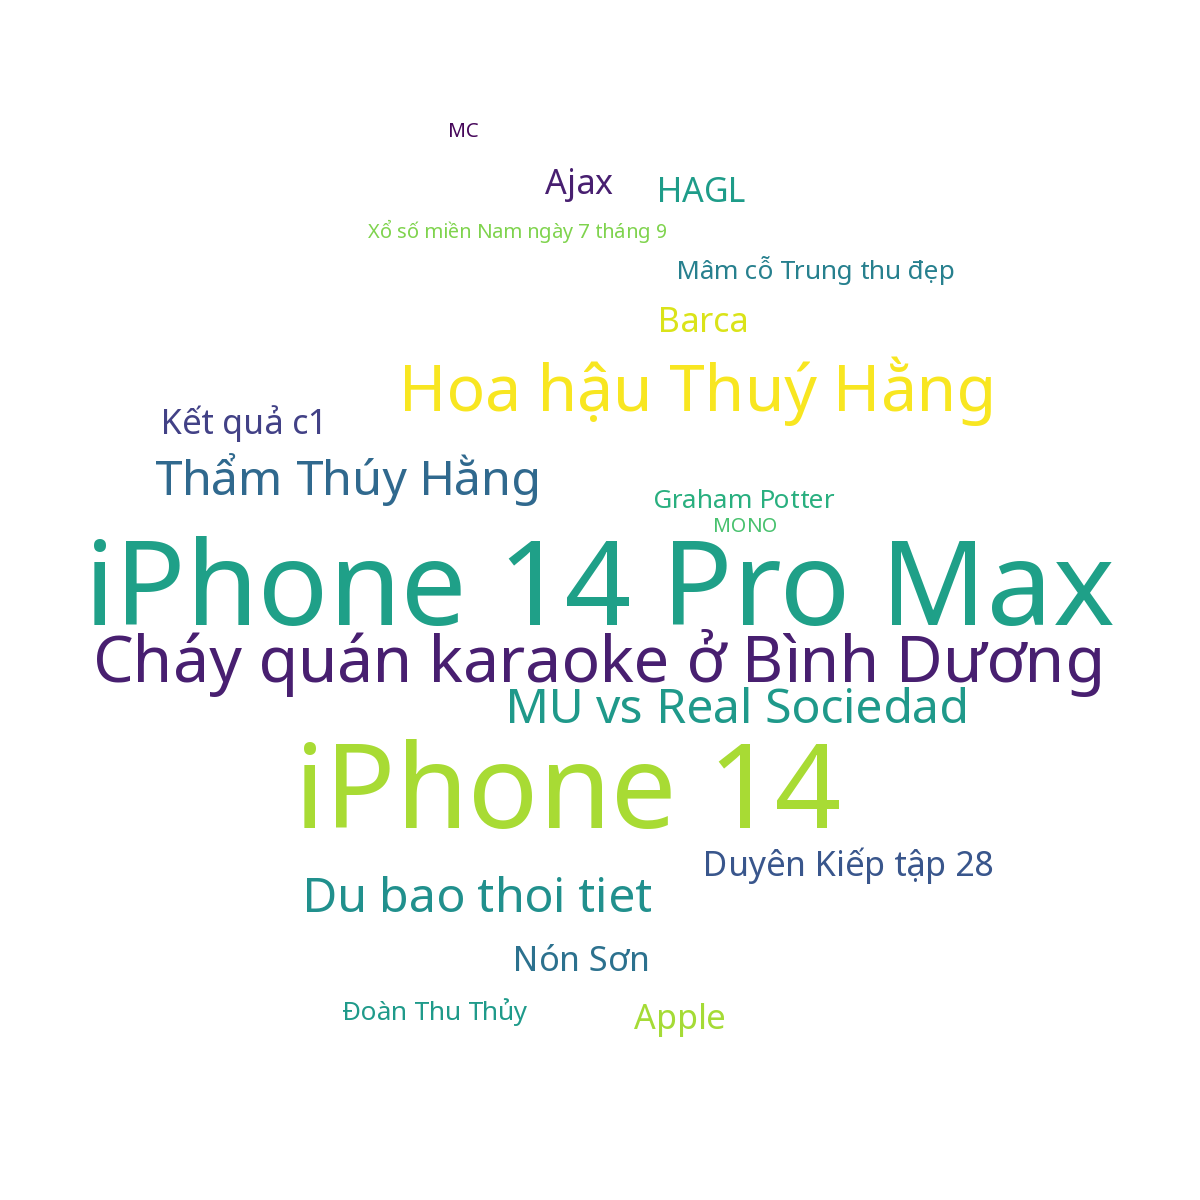 MC
Ajax
HAGL
Xổ số miền Nam ngày 7 tháng 9
Mâm cỗ Trung thu đẹp
Barca
Hoa hậu Thuý Hằng
Kết quả c1
Thẩm Thúy Hằng
Graham Potter
MONO
iPhone 14 Pro Max
Cháy quán karaoke ở Bình Dương
MU vs Real Sociedad
iPhone 14
Duyên Kiếp tập 28
Du bao thoi tiet
Nón Sơn
Đoàn Thu Thủy
Apple